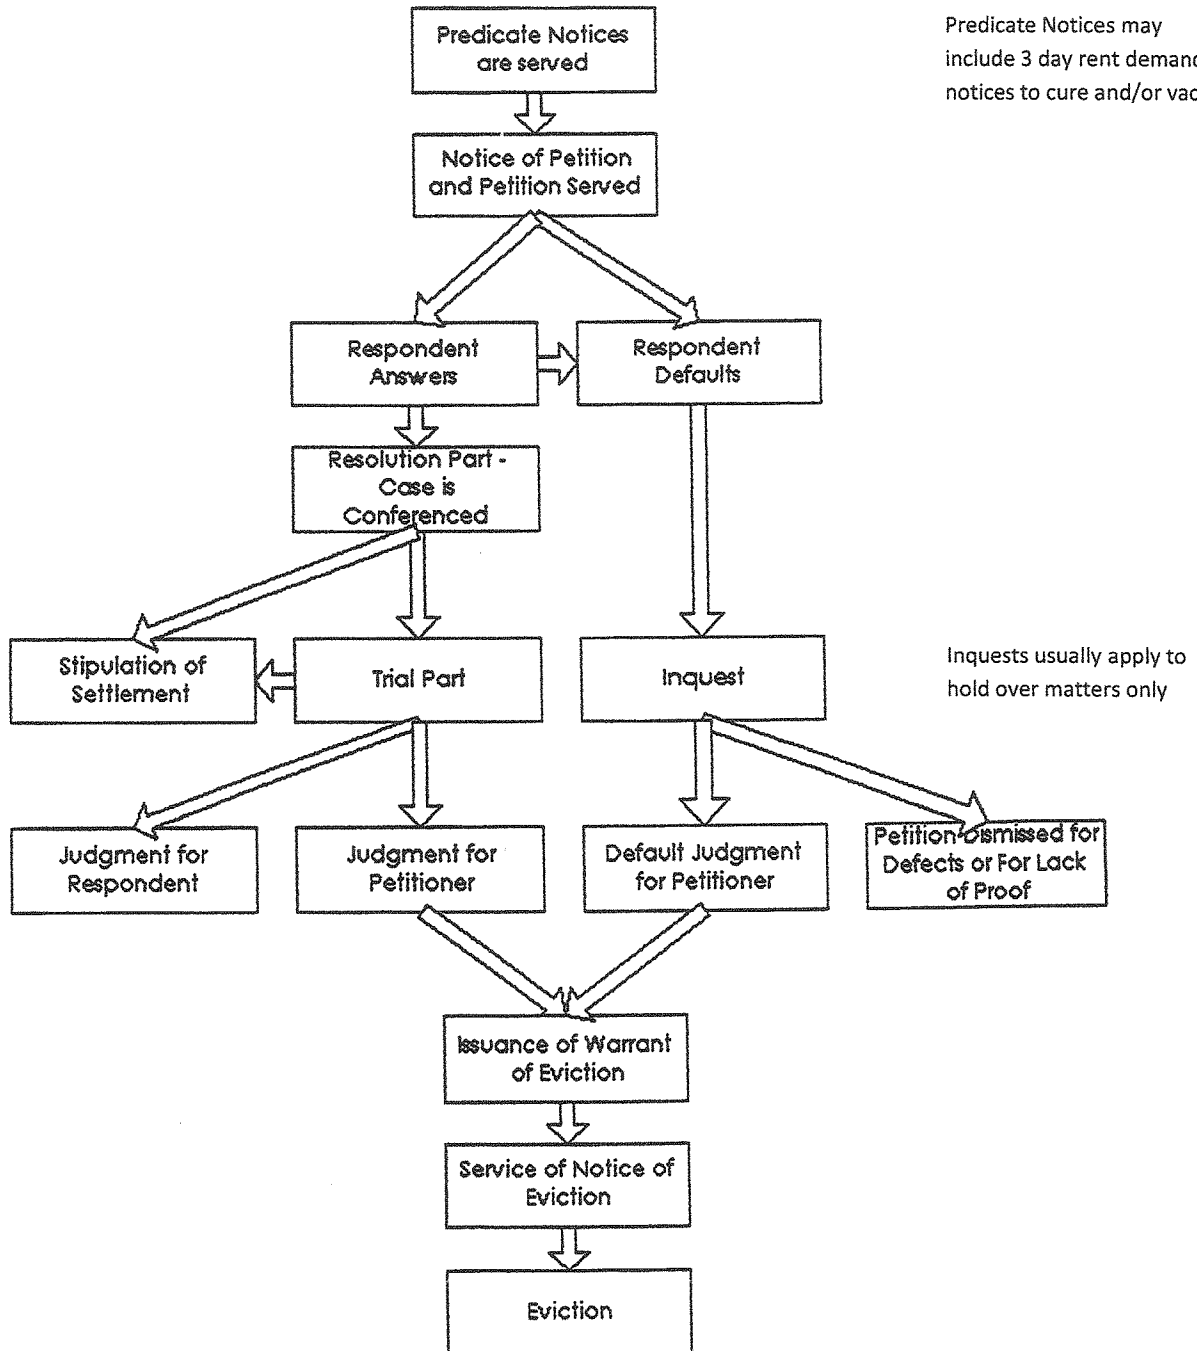 Predicate Notices
are served
Predicate Notices may
include 3 day rent demand
notices to cure and/or vac
Notice of Petition
and Petition Served
Respondent
Answers
Respondent
Defaults
Resolution Part -
Case is
Conferenced
Stipulation of
Settlement
Trial Part
Inquest
Inquests usually apply to
hold over matters only
Judgment for
Respondent
Judgment for
Petitioner
Default Judgment
for Petitioner
Petition Dismissed for
Defects or For Lack
of Proof
Issuance of Warrant
of Eviction
Service of Notice of
Eviction
Eviction